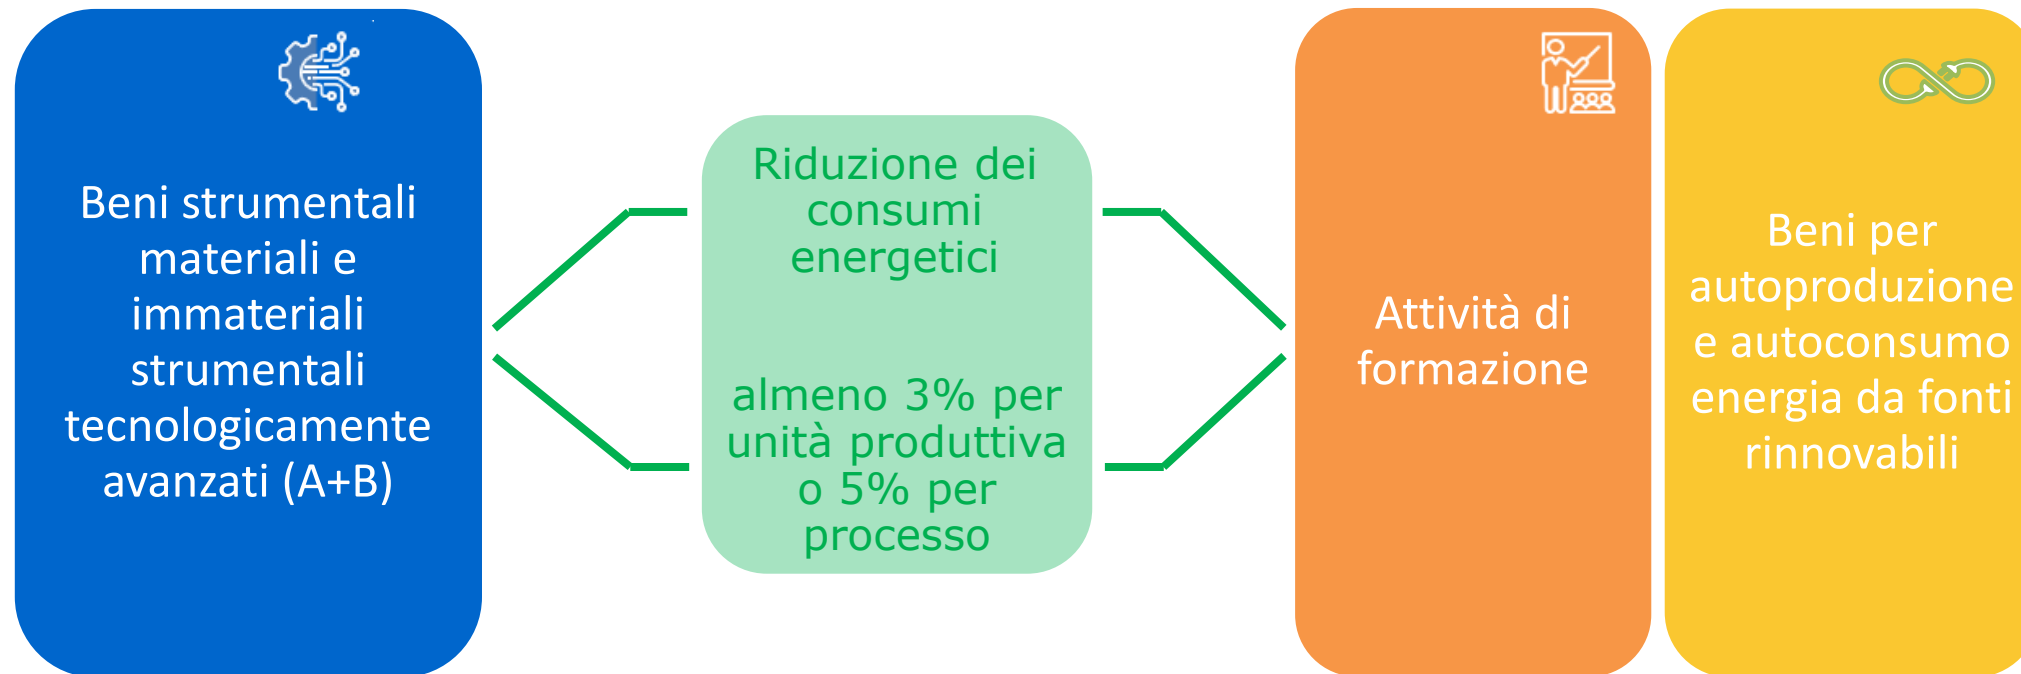 Beni strumentali
materiali e
immateriali
strumentali
tecnologicamente
avanzati (A+B)
Riduzione dei
consumi
energetici
almeno 3% per
unità produttiva
o 5% per
processo
Attività di
formazione
Beni per
autoproduzione
e autoconsumo
energia da fonti
rinnovabili